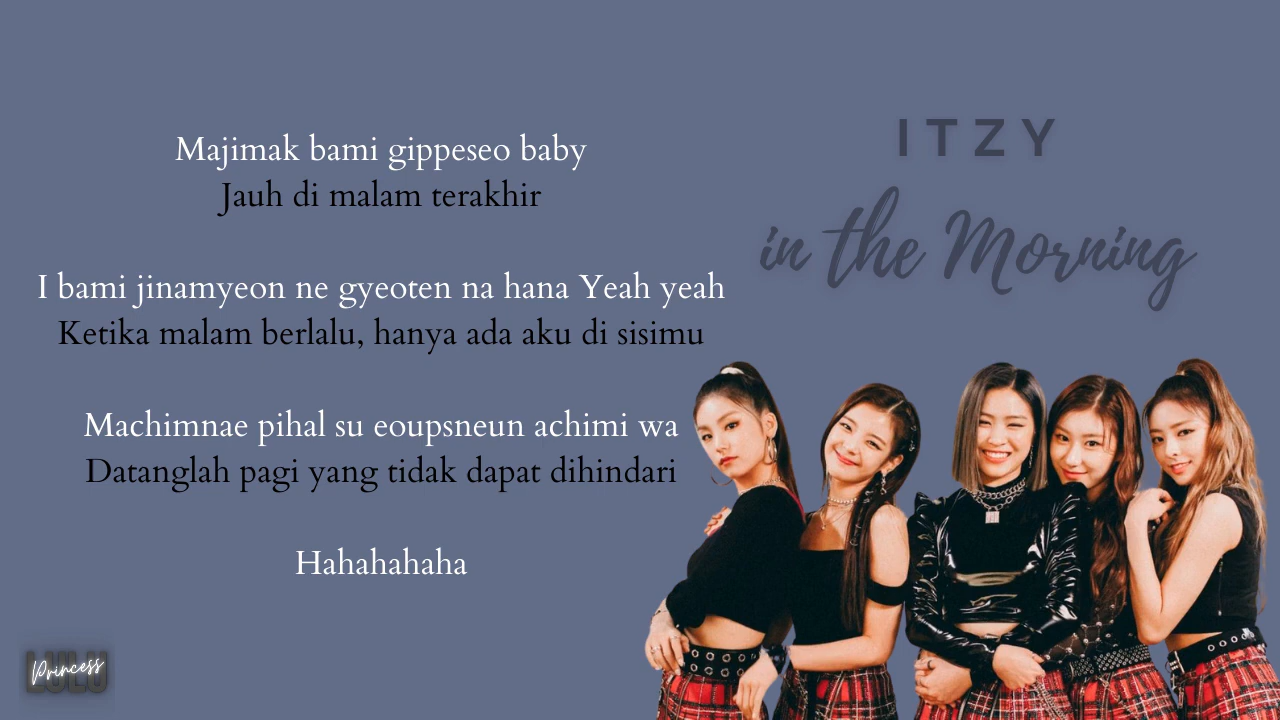 Majimak bami gippeseo baby
Jauh di malam terakhir
I bami jinamyeon ne gyeoten na hana Yeah yeah
Ketika malam berlalu, hanya ada aku di sisimu
Machimnae pihal su eoupsneun achimi wa
Datanglah pagi yang tidak dapat dihindari
Hahahahaha
ITZY
in the Morning
Princess
LULU